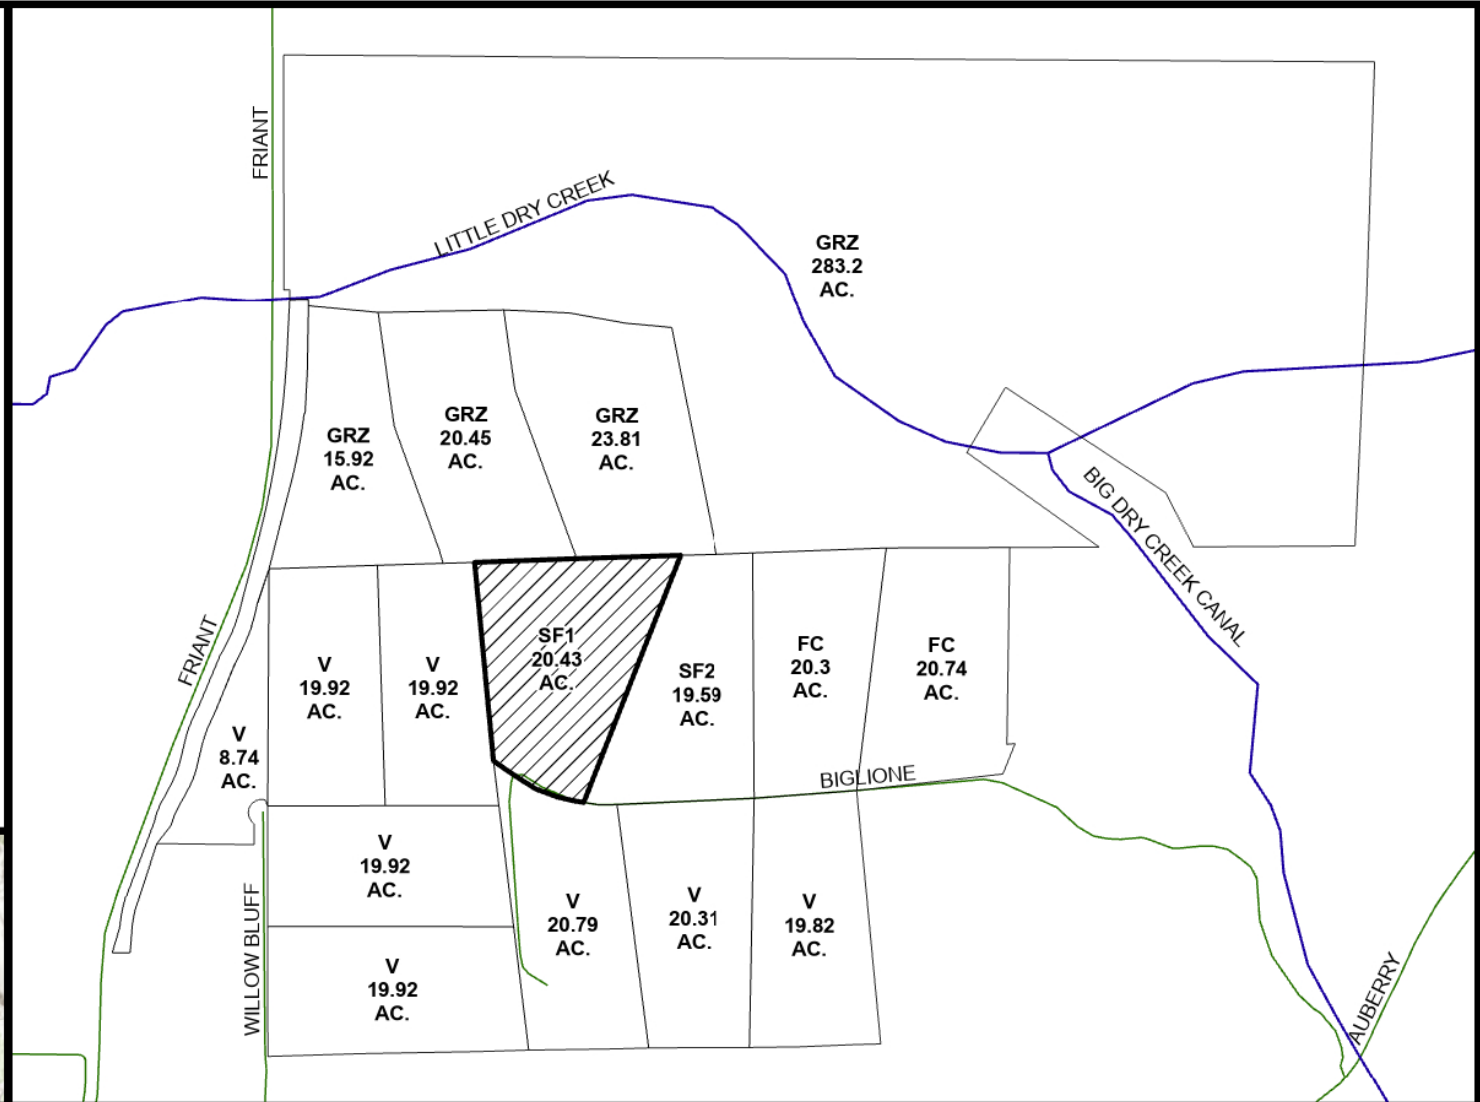 FRIANT
LITTLE DRY CREEK
GRZ
283.2
AC.
GRZ
15.92
AC.
GRZ
20.45
AC.
GRZ
23.81
AC.
BIG DRY CREEK CANAL
FRIANT
V
19.92
AC.
V
19.92
AC.
SF1
20.43
AC.
SF2
19.59
AC.
FC
20.3
AC.
FC
20.74
AC.
V
8.74
AC.
BIGLIONE
V
19.92
AC.
WILLOW BLUFF
V
20.79
AC.
V
20.31
AC.
V
19.82
AC.
V
19.92
AC.
AUBERRY